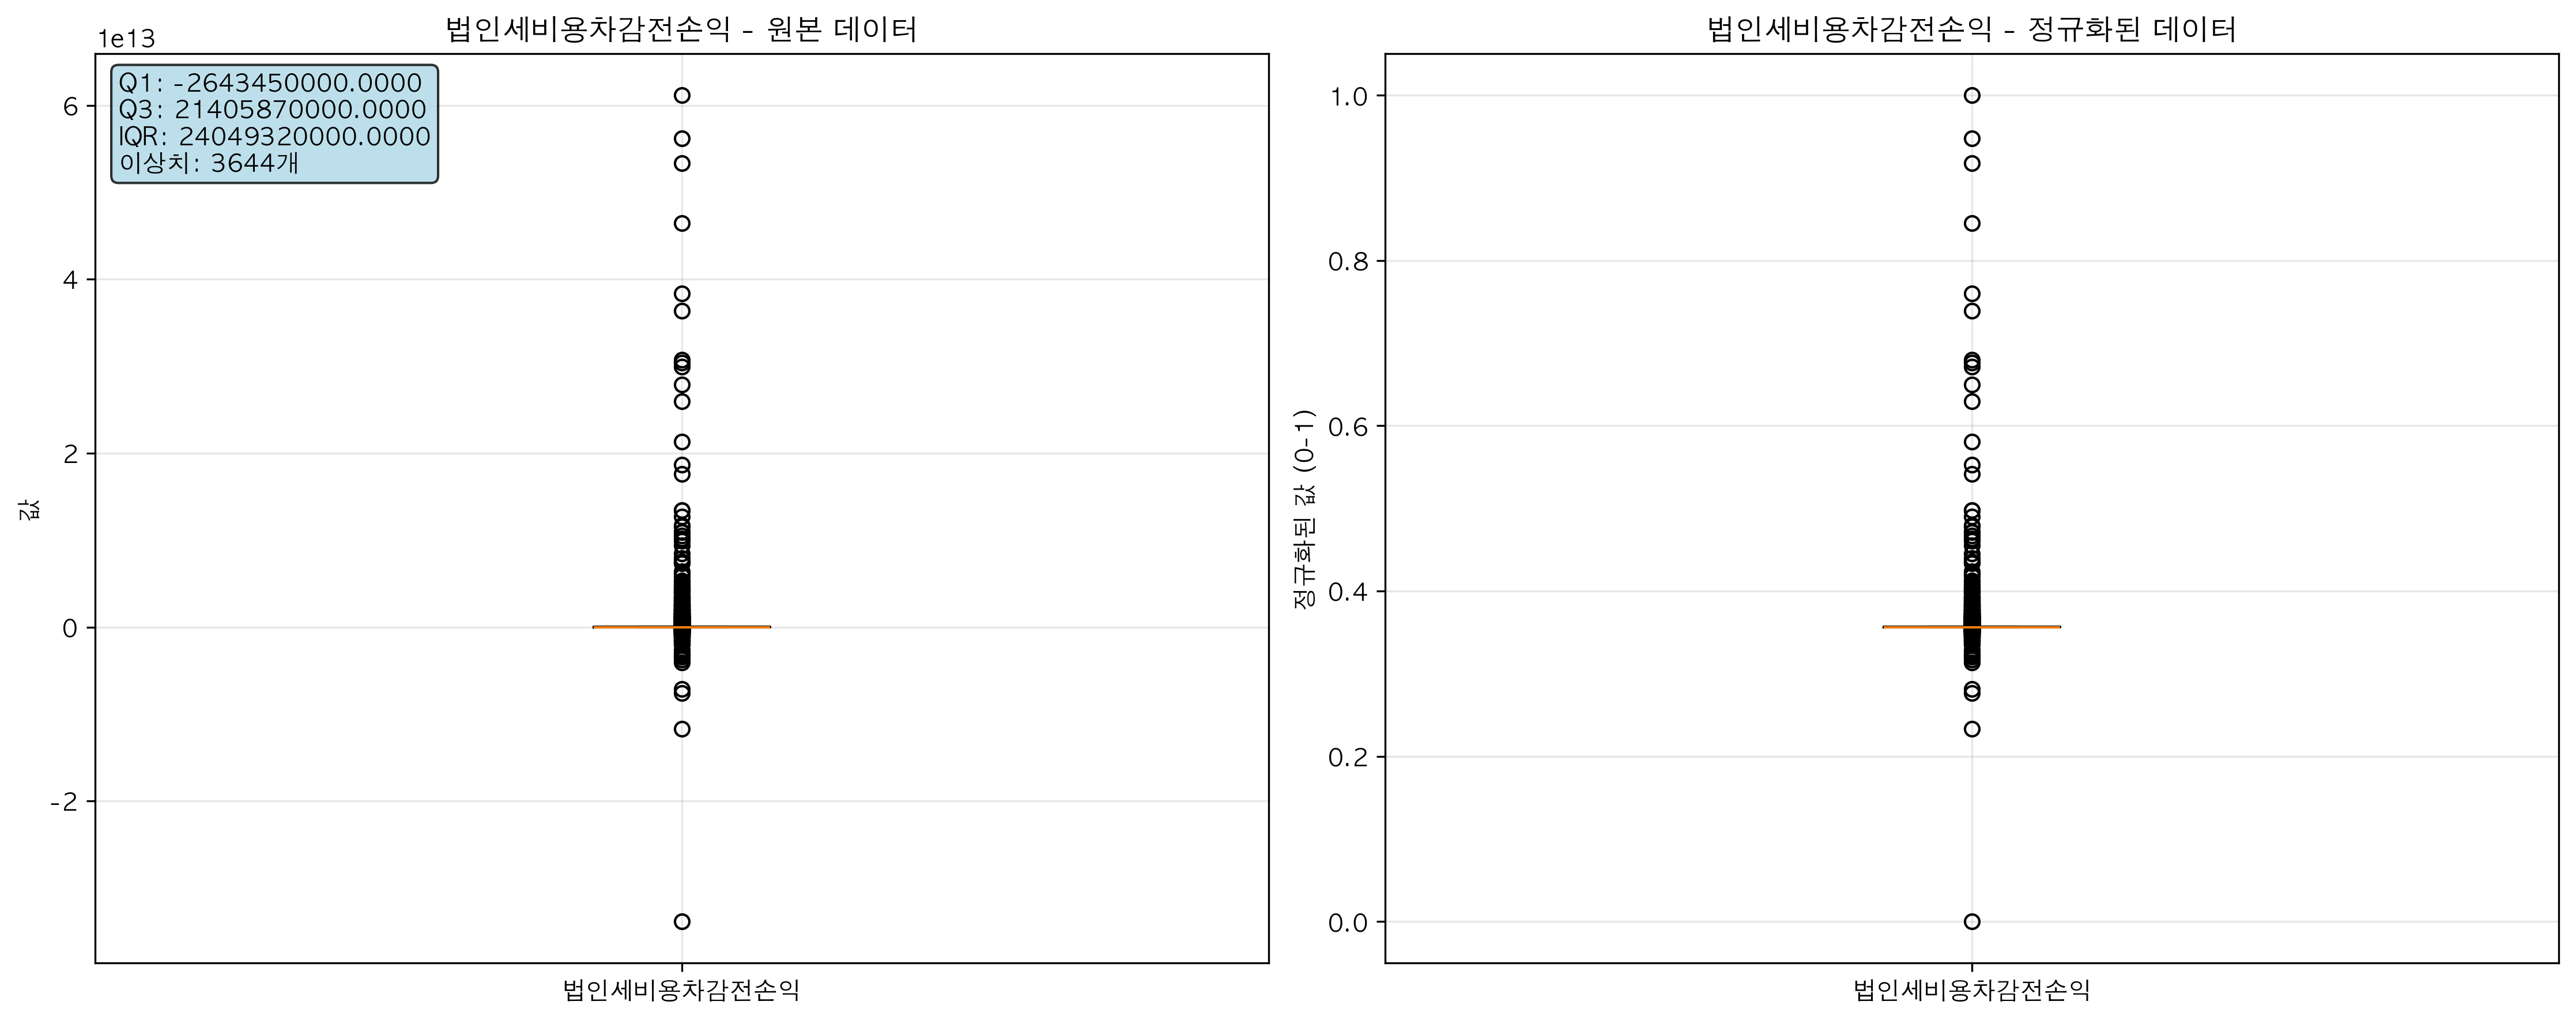 법인세비용차감전손익 - 원본 데이터
1e13
Q1: -2643450000.0000
Q3: 21405870000.0000
IQR: 24049320000.0000
이상치: 3644개
6
4
2
0
-2
값
법인세비용차감전손익
법인세비용차감전손익 - 정규화된 데이터
1.0
0.8
0.6
0.4
0.2
0.0
정규화된 값 (0-1)
법인세비용차감전손익